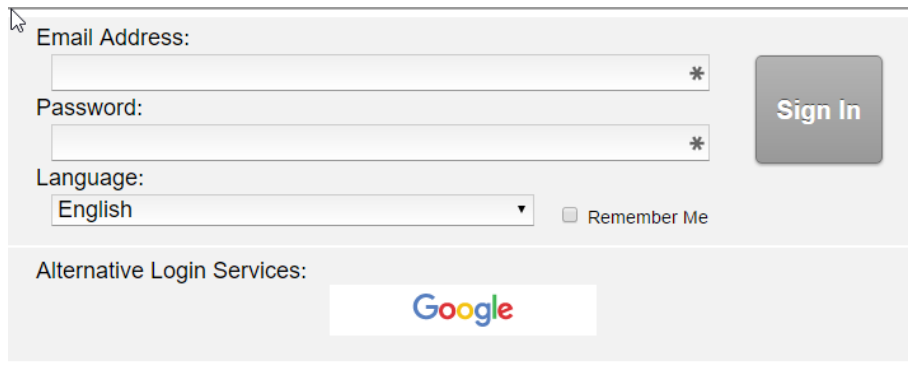 Email Address:
*
Password:
*
Sign In
Language:
English
Remember Me
Alternative Login Services:
Google